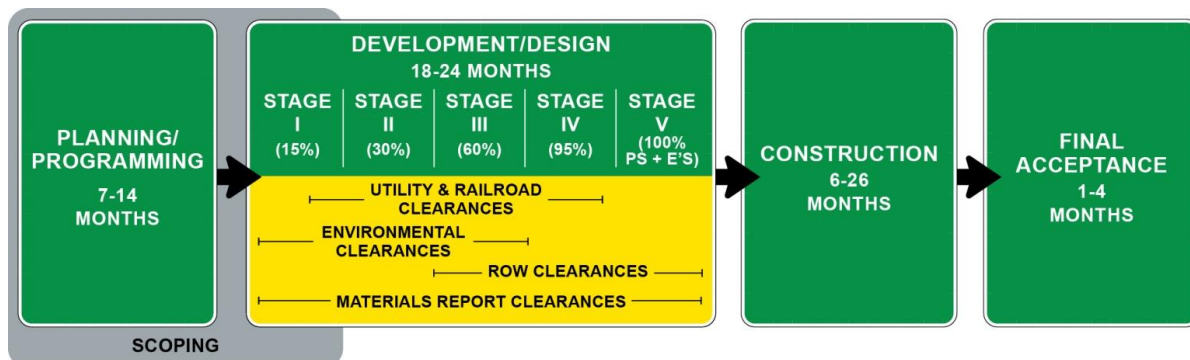 PLANNING/
PROGRAMMING
7-14
MONTHS
SCOPING
DEVELOPMENT/DESIGN
18-24 MONTHS
STAGE
I
(15%)
STAGE
II
(30%)
STAGE
III
(60%)
STAGE
IV
(95%)
STAGE
V
(100%
PS + E'S)
UTILITY & RAILROAD
CLEARANCES
ENVIRONMENTAL
CLEARANCES
ROW CLEARANCES
MATERIALS REPORT CLEARANCES
CONSTRUCTION
6-26
MONTHS
FINAL
ACCEPTANCE
1-4
MONTHS